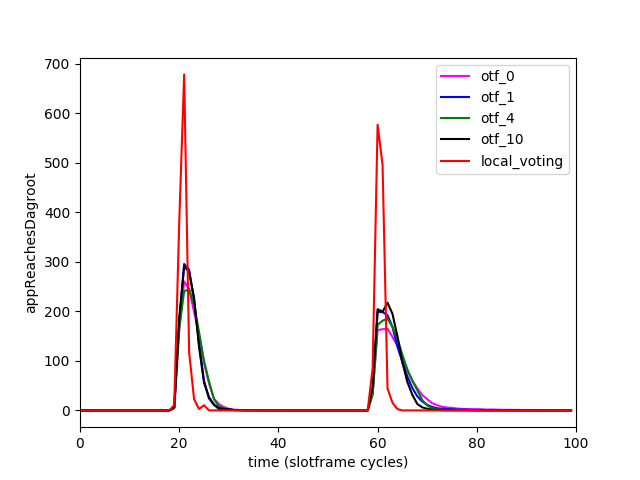 700
600
500
400
300
200
100
0
appReachesDagroot
otf_0
otf_1
otf_4
otf_10
local_voting
0 20 40 60 80 100
time (slotframe cycles)